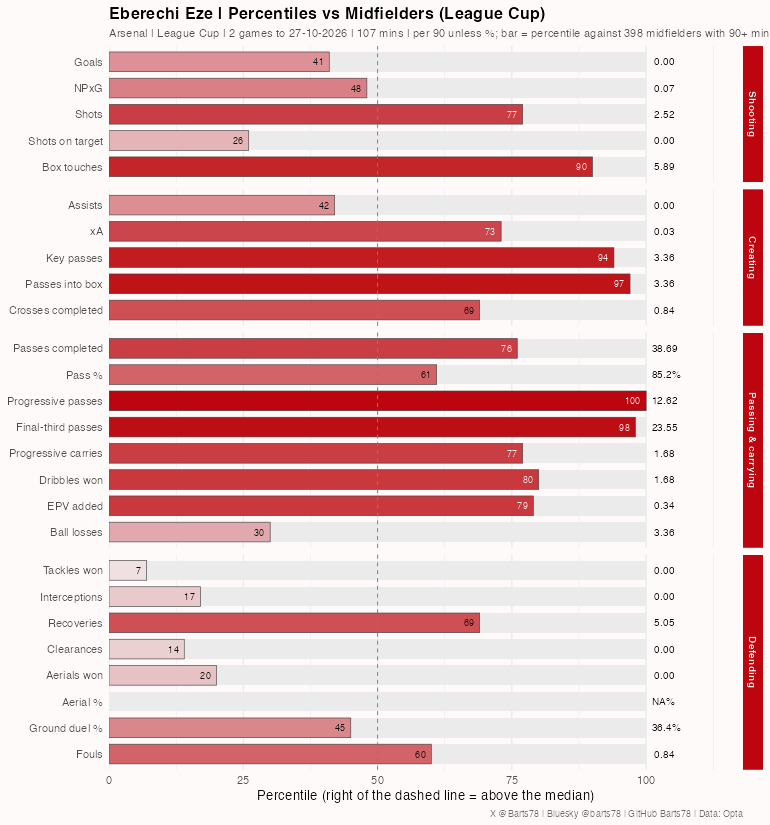 Eberechi Eze | Percentiles vs Midfielders (League Cup)
Arsenal | League Cup | 2 games to 27-10-2026 | 107 mins | per 90 unless %; bar = percentile against 398 midfielders with 90+ min
Goals 41 0.00
NPxG 48 0.07
Shots 77 2.52
Shots on target 26 0.00
Box touches 90 5.89
Shooting
Assists 42 0.00
xA 73 0.03
Key passes 94 3.36
Passes into box 97 3.36
Crosses completed 69 0.84
Creating
Passes completed 76 38.69
Pass % 61 85.2%
Progressive passes 100 12.62
Final-third passes 98 23.55
Progressive carries 77 1.68
Dribbles won 80 1.68
EPV added 79 0.34
Ball losses 30 3.36
Passing & carrying
Tackles won 7 0.00
Interceptions 17 0.00
Recoveries 69 5.05
Clearances 14 0.00
Aerials won 20 0.00
Aerial % NA%
Ground duel % 45 36.4%
Fouls 60 0.84
Defending
0 25 50 75 100
Percentile (right of the dashed line = above the median)
X @Barts78 | Bluesky @barts78 | GitHub Barts78 | Data: Opta